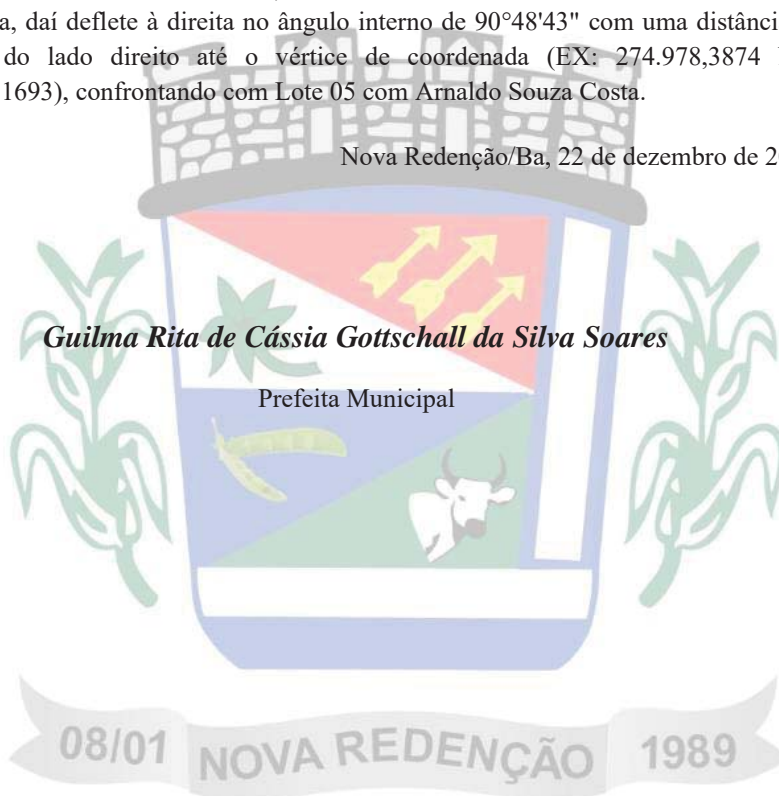 a, daí deflete à direita no ângulo interno de 90°48'43" com uma
do lado direito até o vértice de coordenada (EX: 274.978,3874
1693), confrontando com Lote 05 com Arnaldo Souza Costa.
Nova Redenção/Ba, 22 de dezembro de
Guilma Rita de Cássia Gottschall da Silva Soares
Prefeita Municipal
08/01 NOVA REDENÇÃO 1989